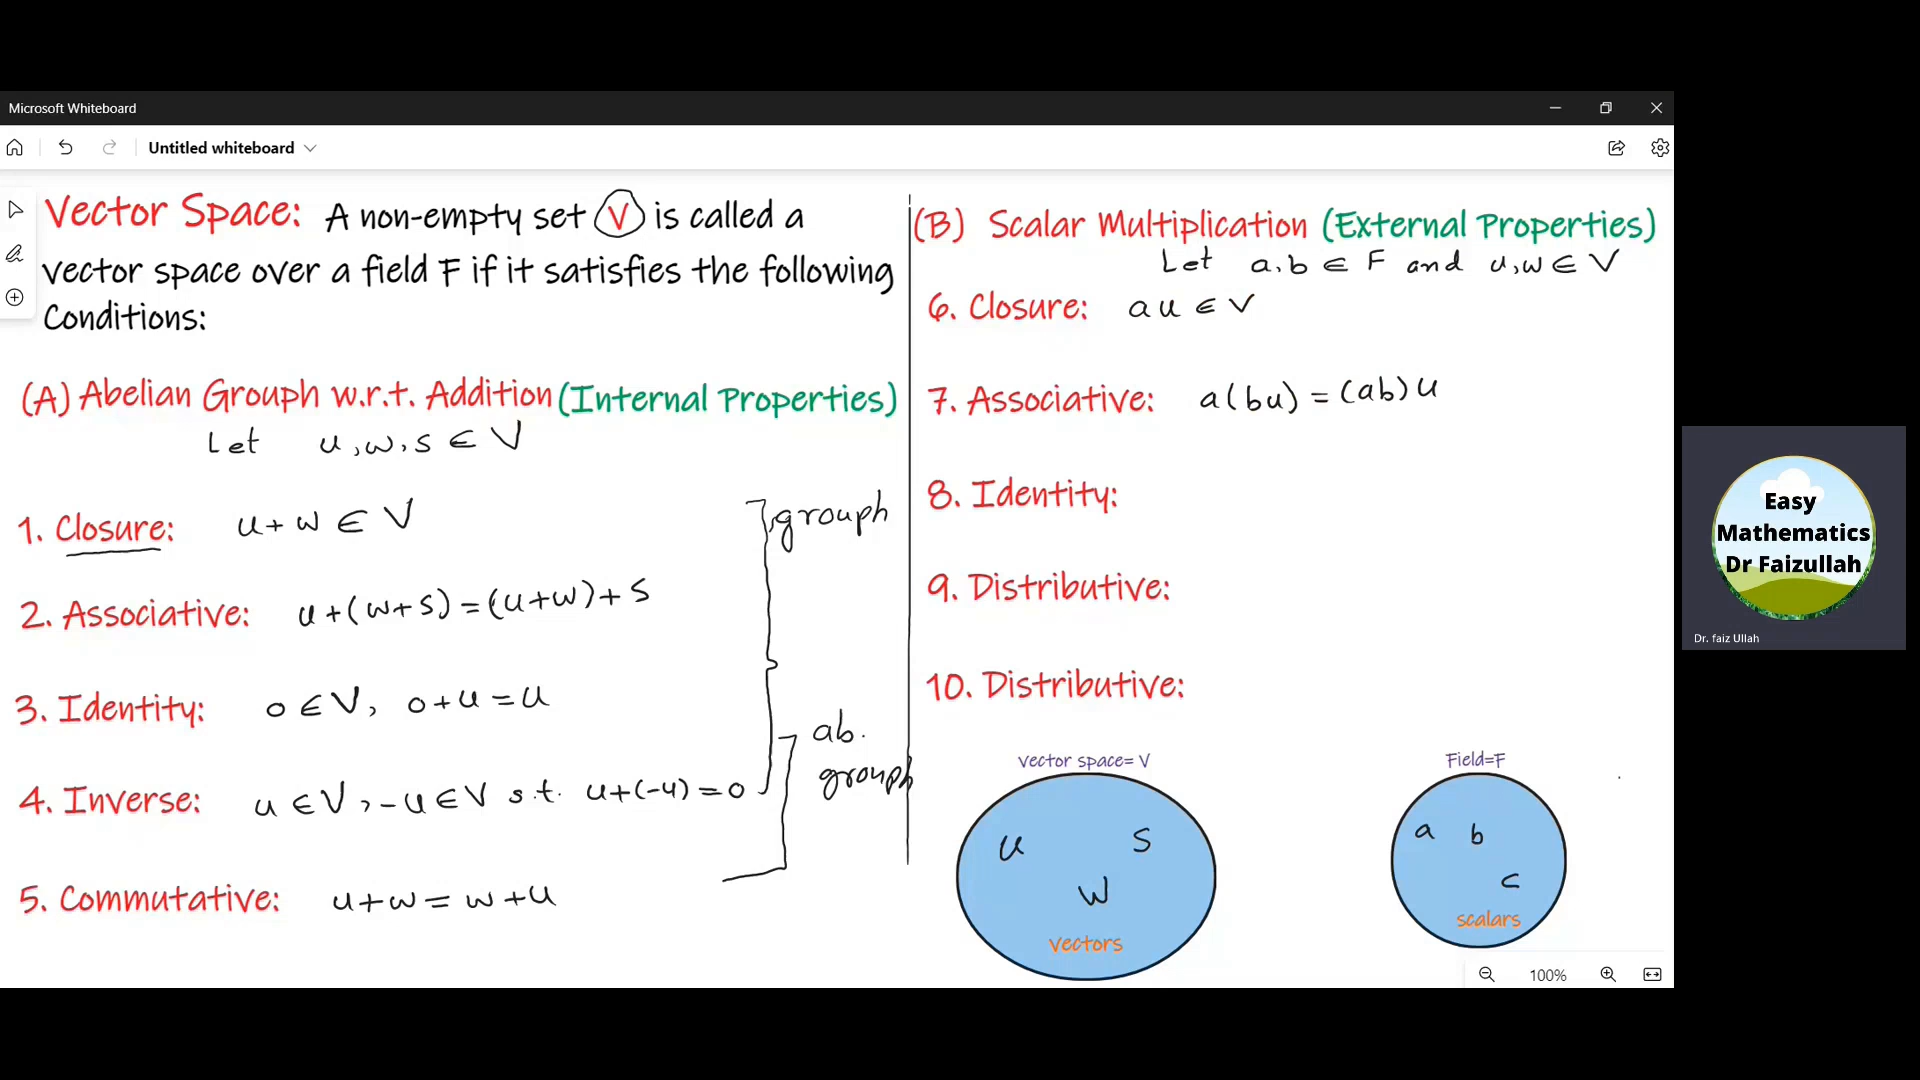 Microsoft Whiteboard
Untitled whiteboard
Vector Space: A non-empty set V is called a
vector space over a field F if it satisfies the following
Conditions:
(A) Abelian Grouph w.r.t. Addition (Internal Properties)
Let u, w, s ∈ V
1. Closure: u + w ∈ V
2. Associative: u + (w + s) = (u + w) + s
3. Identity: 0 ∈ V, 0 + u = u
4. Inverse: u ∈ V, -u ∈ V s.t. u + (-u) = 0
5. Commutative: u + w = w + u
grouph
ab.
grouph
(B) Scalar Multiplication (External Properties)
Let a, b ∈ F and u, w ∈ V
6. Closure: au ∈ V
7. Associative: a(bu) = (ab)u
8. Identity:
9. Distributive:
10. Distributive:
vector space= V
u s
w
vectors
Field=F
a b
c
scalars
100%
Easy
Mathematics
Dr Faizullah
Dr. faiz Ullah